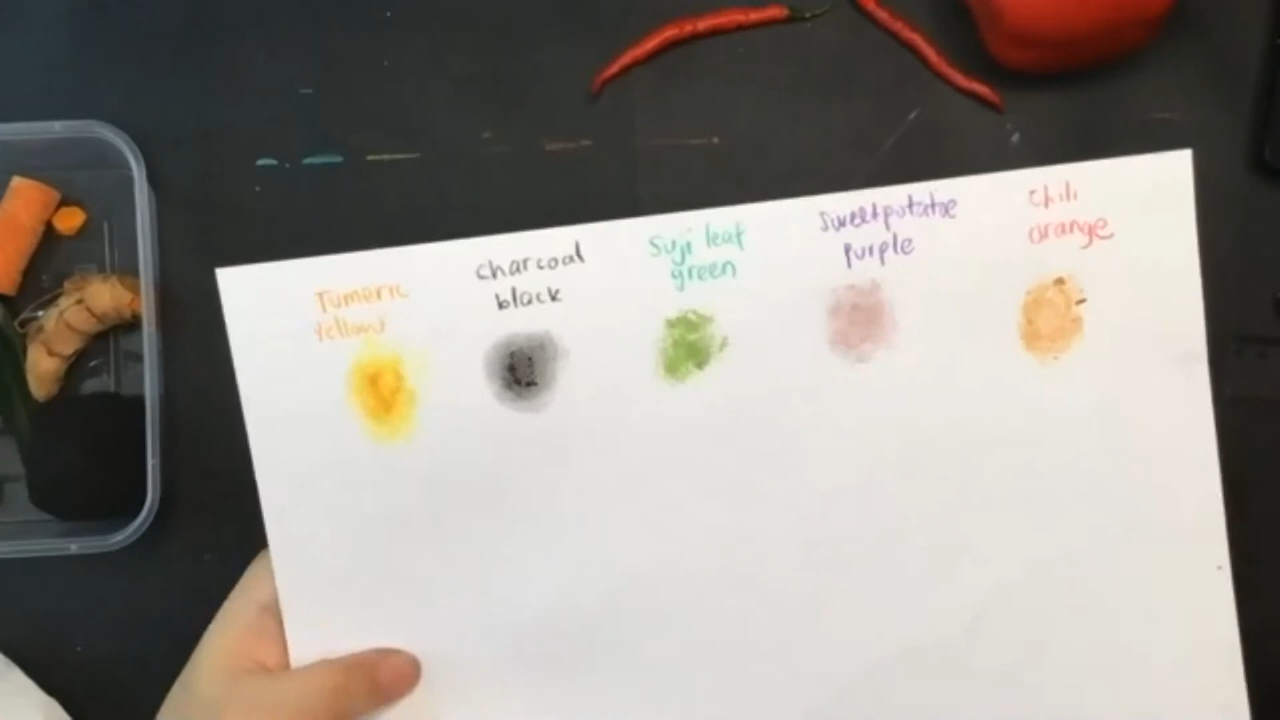 Tumeric
Yellow
charcoal
black
Suji leaf
green
Sweetpotatoe
purple
Chili
orange